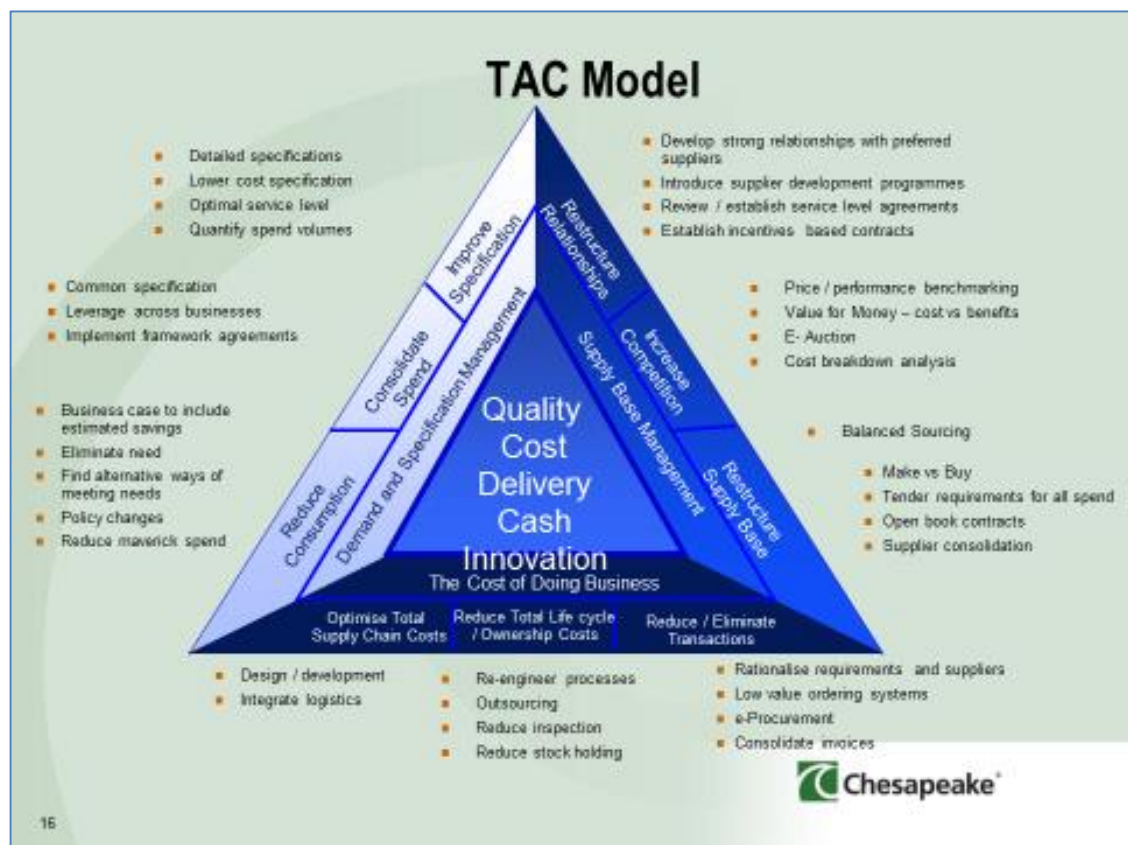 TAC Model
Detailed specifications
Lower cost specification
Optimal service level
Quantify spend volumes
Common specification
Leverage across businesses
Implement framework agreements
Business case to include
estimated savings
Eliminate need
Find alternative ways of
meeting needs
Policy changes
Reduce maverick spend
Improve
Specification
Consolidate
Spend
Reduce
Consumption
Demand and Specification Management
Quality
Cost
Delivery
Cash
Innovation
Supply Base Management
Restructure
Relationships
Increase
Competition
Restructure
Supply Base
Develop strong relationships with preferred
suppliers
Introduce supplier development programmes
Review / establish service level agreements
Establish incentives based contracts
Price / performance benchmarking
Value for Money – cost vs benefits
E- Auction
Cost breakdown analysis
Balanced Sourcing
Make vs Buy
Tender requirements for all spend
Open book contracts
Supplier consolidation
The Cost of Doing Business
Optimise Total
Supply Chain Costs
Reduce Total Life cycle
/ Ownership Costs
Reduce / Eliminate
Transactions
Design / development
Integrate logistics
Re-engineer processes
Outsourcing
Reduce inspection
Reduce stock holding
Rationalise requirements and suppliers
Low value ordering systems
e-Procurement
Consolidate invoices
Chesapeake
16